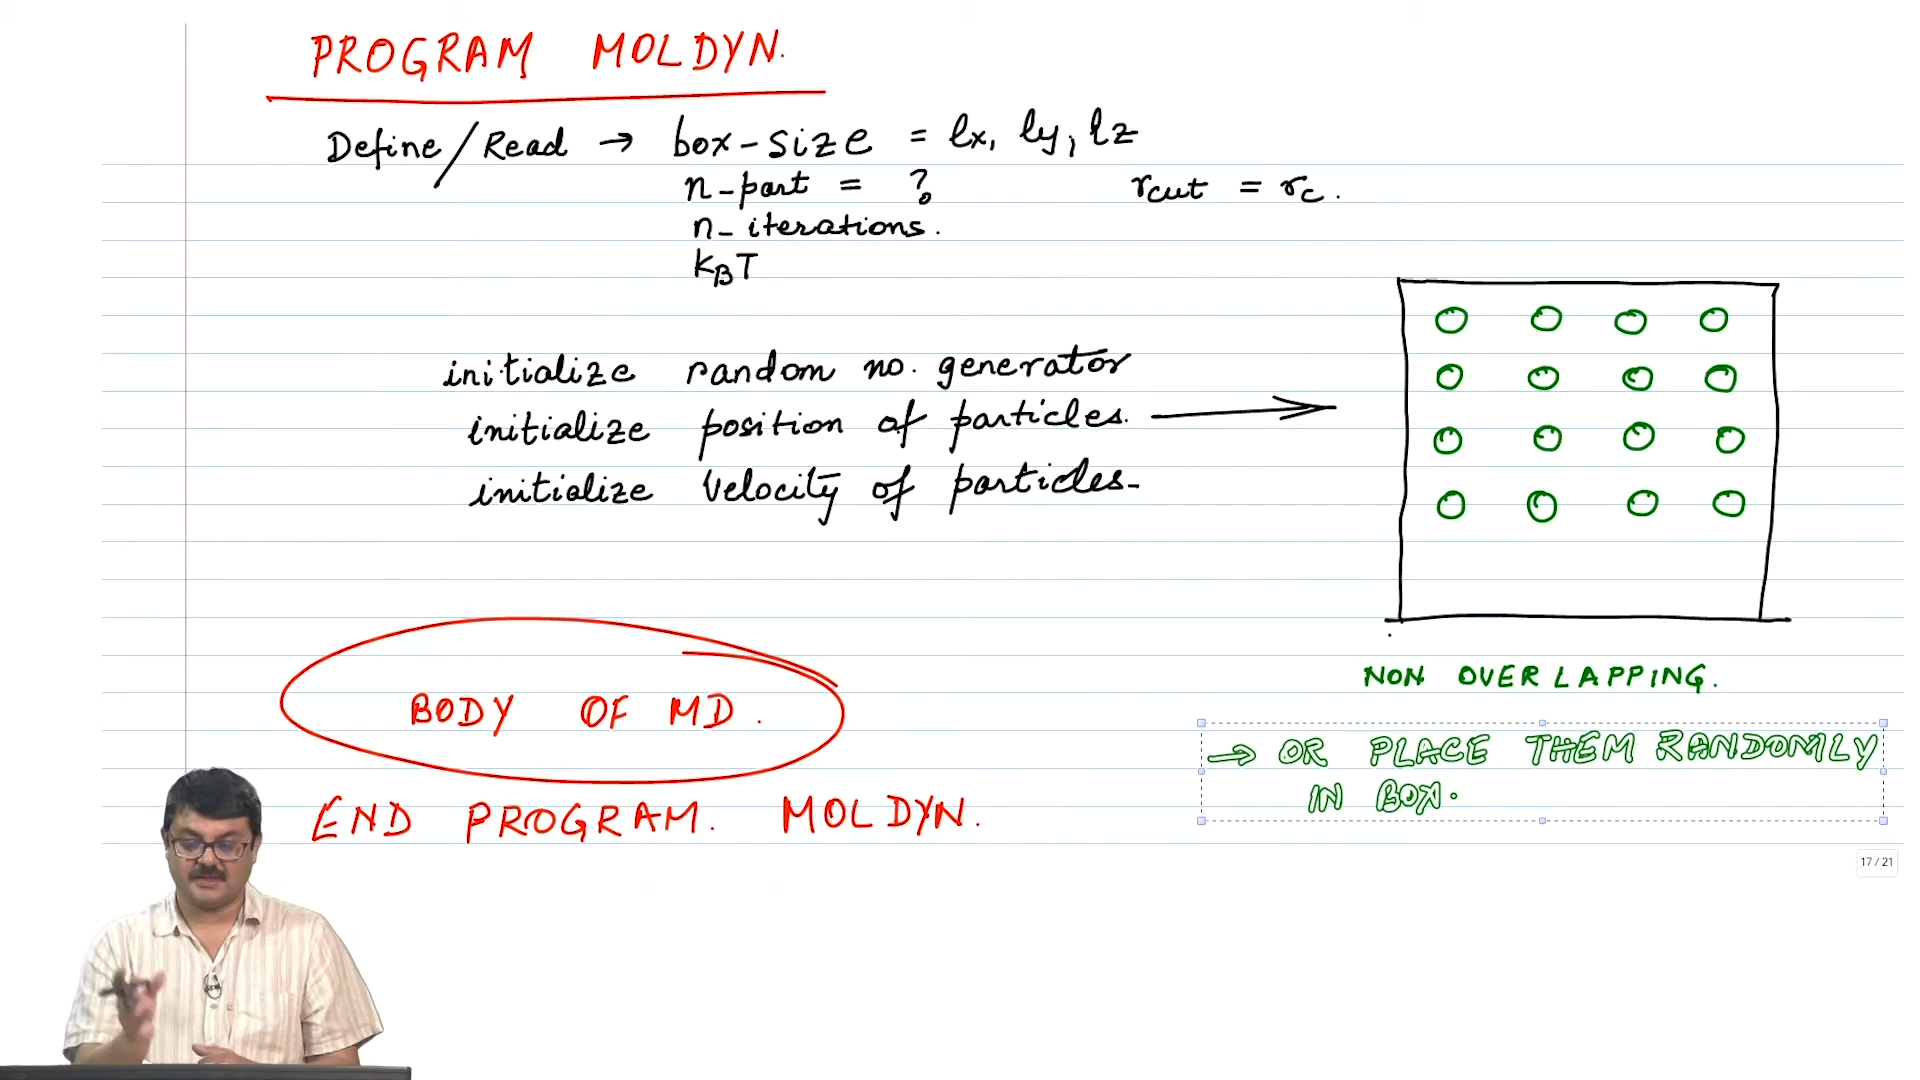 PROGRAM MOLDYN.
Define/Read → box-size = lx, ly, lz
n-part = ? rcut = rc.
n-iterations.
kBT
initialize random no. generator
initialize position of particles.
initialize velocity of particles-
NON OVERLAPPING.
BODY OF MD.
→ OR PLACE THEM RANDOMLY
IN BOX.
END PROGRAM. MOLDYN.
17 / 21